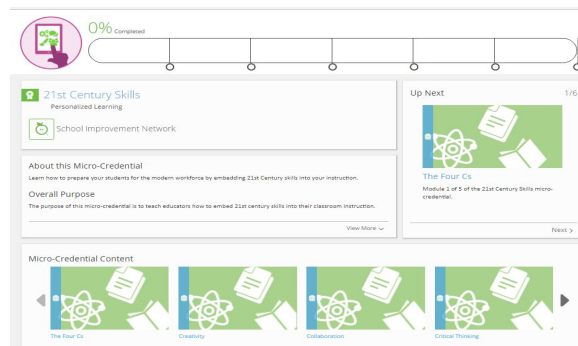 0% Completed
21st Century Skills
Personalized Learning
School Improvement Network
About this Micro-Credential
Learn how to prepare your students for the modern workforce by embedding 21st Century skills into your instruction.
Overall Purpose
The purpose of this micro-credential is to teach educators how to embed 21st century skills into their classroom instruction.
View More
Up Next 1/6
The Four Cs
Module 1 of 5 of the 21st Century Skills micro-
credential.
Next >
Micro-Credential Content
The Four Cs
Creativity
Collaboration
Critical Thinking